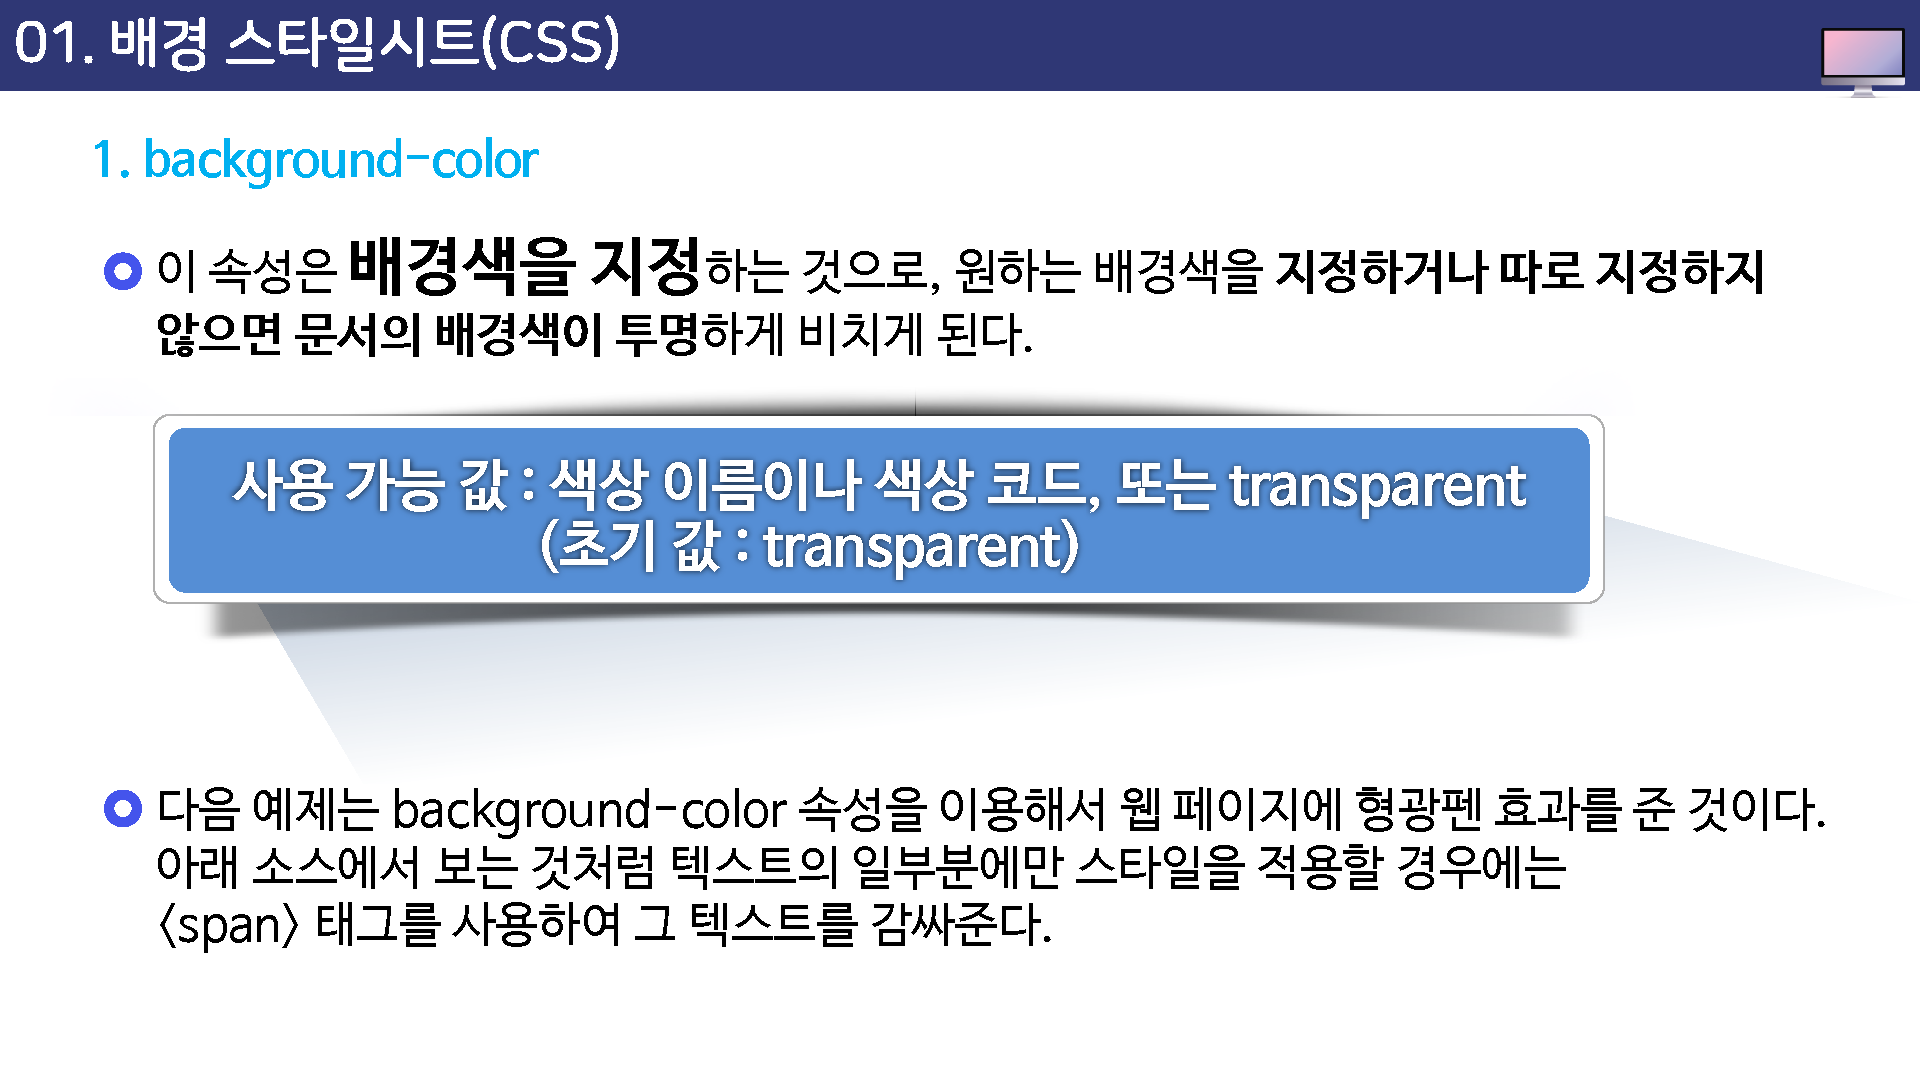 01. 배경 스타일시트(CSS)
1. background-color
이 속성은 배경색을 지정하는 것으로, 원하는 배경색을 지정하거나 따로 지정하지
않으면 문서의 배경색이 투명하게 비치게 된다.
사용 가능 값 : 색상 이름이나 색상 코드, 또는 transparent
(초기 값 : transparent)
다음 예제는 background-color 속성을 이용해서 웹 페이지에 형광펜 효과를 준 것이다.
아래 소스에서 보는 것처럼 텍스트의 일부분에만 스타일을 적용할 경우에는
<span> 태그를 사용하여 그 텍스트를 감싸준다.